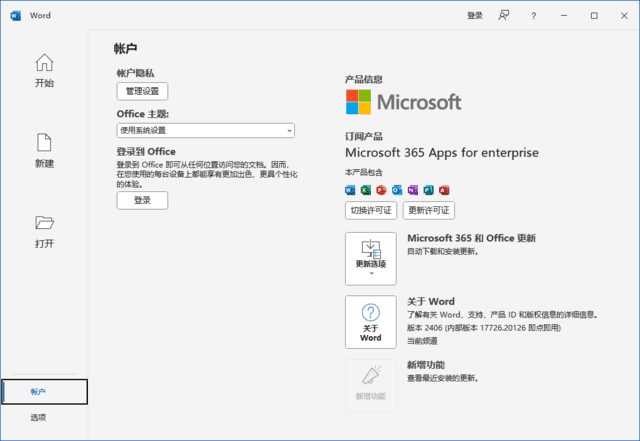 Word
登录
?
开始
新建
打开
帐户
选项
帐户
帐户隐私
管理设置
Office 主题:
使用系统设置
登录到 Office
登录到 Office 即可从任何位置访问您的文档。因而，
在您使用的每台设备上都能享有更加出色、更具个性化
的体验。
登录
产品信息
Microsoft
订阅产品
Microsoft 365 Apps for enterprise
本产品包含
切换许可证
更新许可证
更新选项
Microsoft 365 和 Office 更新
自动下载和安装更新。
关于
Word
关于 Word
了解有关 Word、支持、产品 ID 和版权信息的详细信息。
版本 2406 (内部版本 17726.20126 即点即用)
当前频道
新增功能
新增功能
查看最近安装的更新。